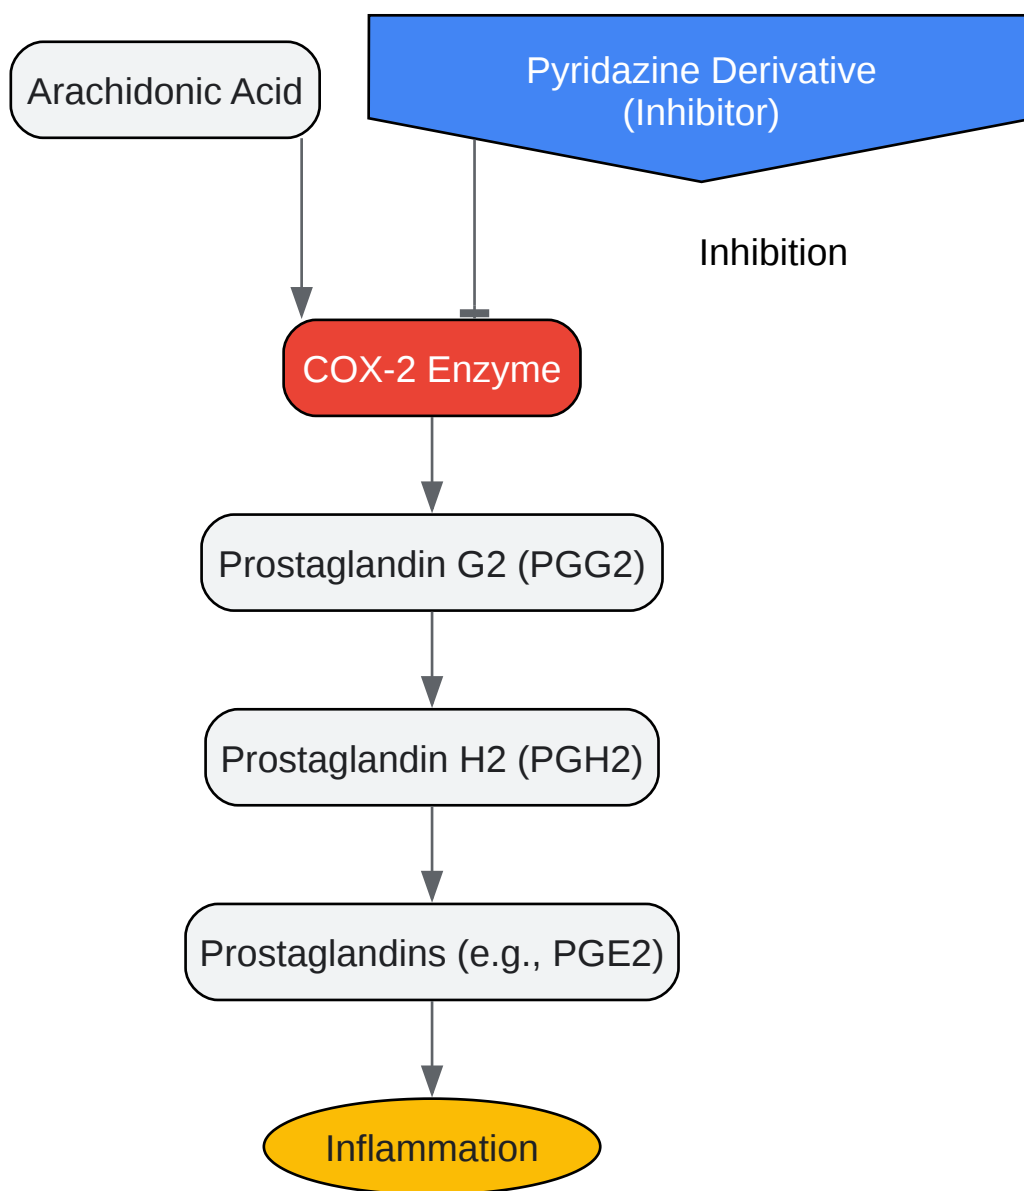 Arachidonic Acid
Pyridazine Derivative
(Inhibitor)
Inhibition
COX-2 Enzyme
Prostaglandin G2 (PGG2)
Prostaglandin H2 (PGH2)
Prostaglandins (e.g., PGE2)
Inflammation